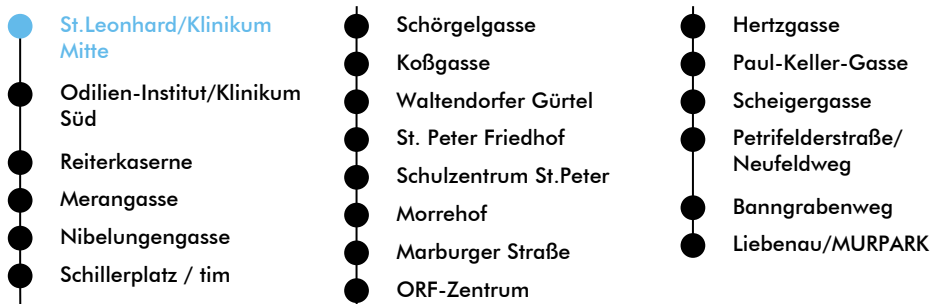 St.Leonhard/Klinikum
Mitte
Odilien-Institut/Klinikum
Süd
Reiterkaserne
Merangasse
Nibelungengasse
Schillerplatz / tim
Schörgelgasse
Koßgasse
Waltendorfer Gürtel
St. Peter Friedhof
Schulzentrum St.Peter
Morrehof
Marburger Straße
ORF-Zentrum
Hertzgasse
Paul-Keller-Gasse
Scheigergasse
Petrifelderstraße/
Neufeldweg
Banngrabenweg
Liebenau/MURPARK